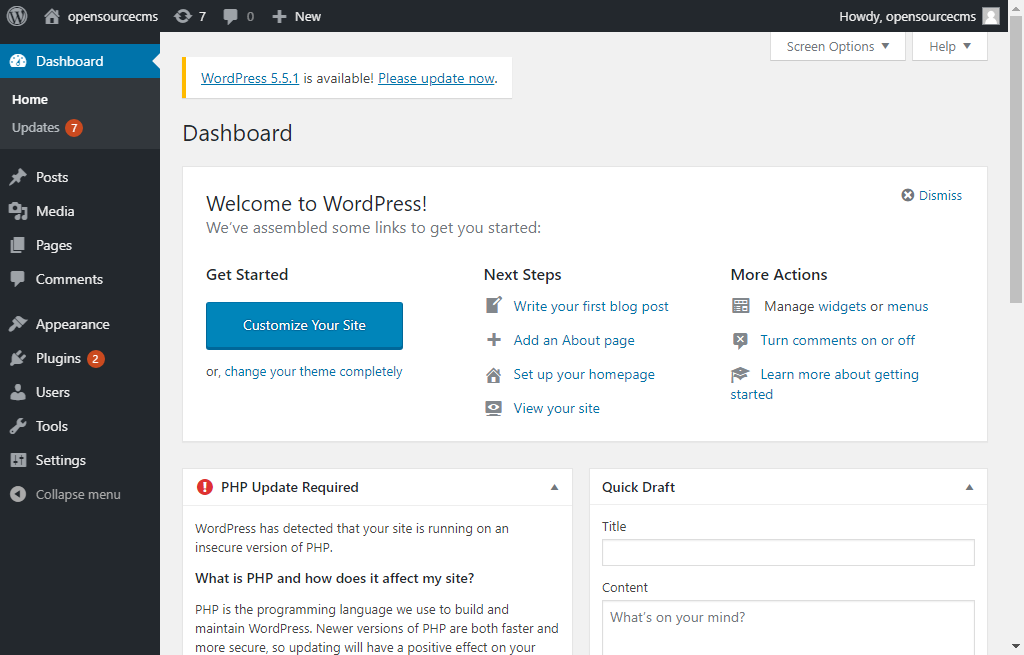 opensourcecms 7 0 New Howdy, opensourcecms
Dashboard
Home
Updates 7
Posts
Media
Pages
Comments
Appearance
Plugins 2
Users
Tools
Settings
Collapse menu
Screen Options ▼ Help ▼
WordPress 5.5.1 is available! Please update now.
Dashboard
Welcome to WordPress!
We've assembled some links to get you started:
Dismiss
Get Started
Customize Your Site
or, change your theme completely
Next Steps
Write your first blog post
Add an About page
Set up your homepage
View your site
More Actions
Manage widgets or menus
Turn comments on or off
Learn more about getting
started
PHP Update Required
WordPress has detected that your site is running on an
insecure version of PHP.
What is PHP and how does it affect my site?
PHP is the programming language we use to build and
maintain WordPress. Newer versions of PHP are both faster and
more secure, so updating will have a positive effect on your
Quick Draft
Title
Content
What's on your mind?